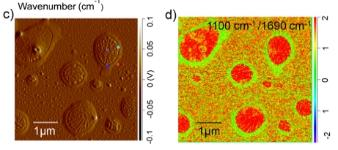 Wavenumber (cm⁻¹)
c)
0.1
0.05
0 (V)
-0.05
-0.1
1μm
d)
1100 cm⁻¹/1690 cm⁻¹
2
1
0
-1
-2
1μm